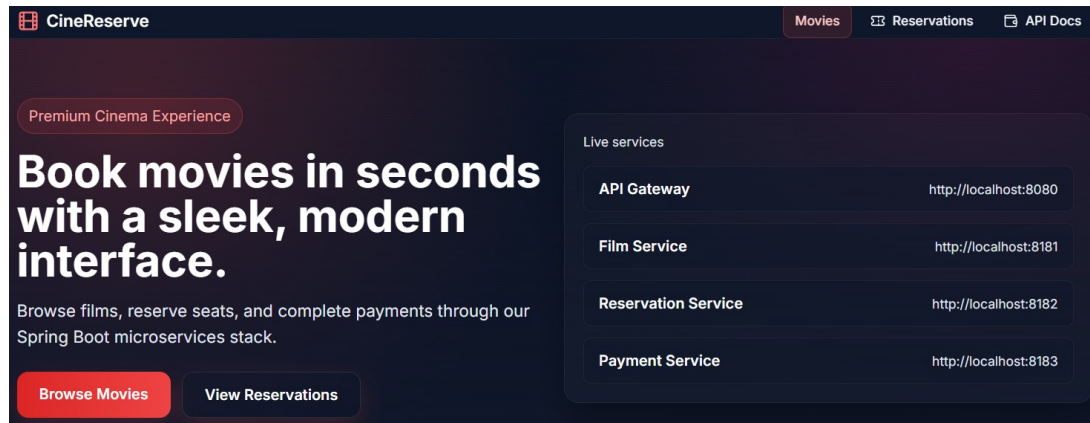 CineReserve
Movies
Reservations
API Docs
Premium Cinema Experience
Book movies in seconds
with a sleek, modern
interface.
Browse films, reserve seats, and complete payments through our
Spring Boot microservices stack.
Browse Movies
View Reservations
Live services
API Gateway http://localhost:8080
Film Service http://localhost:8181
Reservation Service http://localhost:8182
Payment Service http://localhost:8183